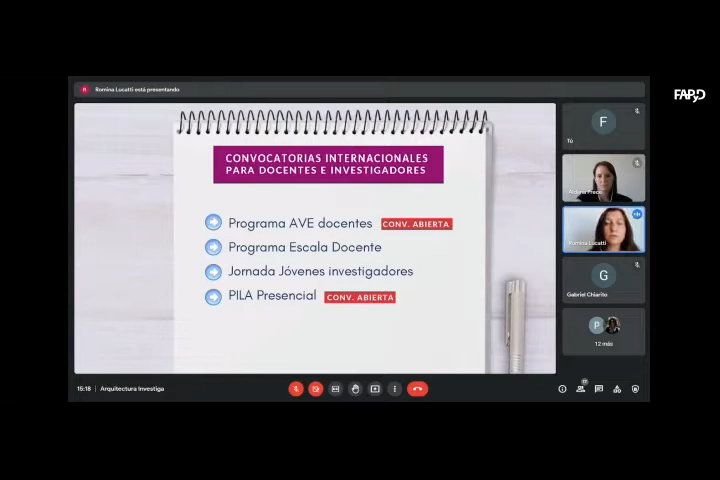 Romina Lucatti está presentando
FAPyD
F
Tú
CONVOCATORIAS INTERNACIONALES
PARA DOCENTES E INVESTIGADORES
Programa AVE docentes CONV. ABIERTA
Programa Escala Docente
Jornada Jóvenes investigadores
PILA Presencial CONV. ABIERTA
Romina Lucatti
G
Gabriel Chiarito
P
12 más
15:18 | Arquitectura Investiga